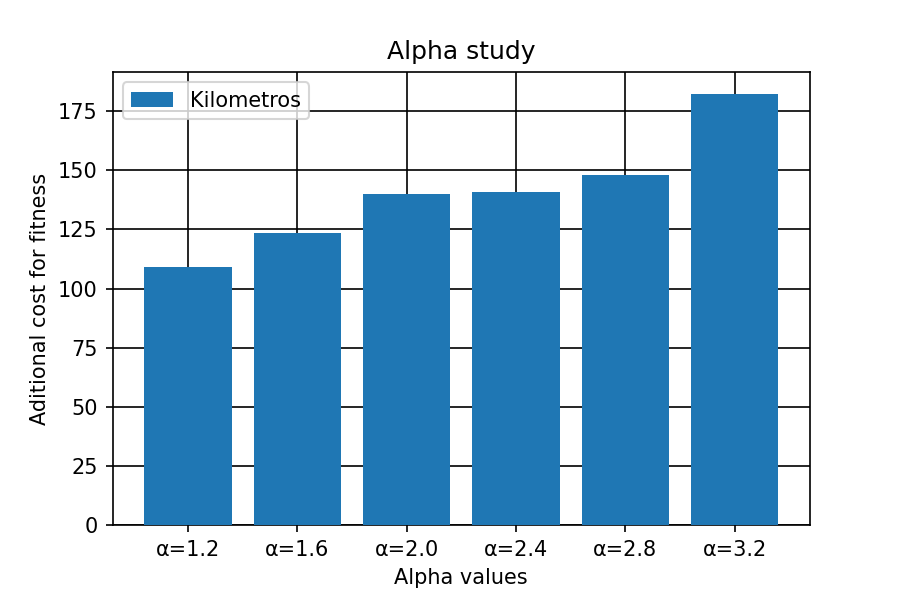 Alpha study
Kilometros
Aditional cost for fitness
175
150
125
100
75
50
25
0
α=1.2
α=1.6
α=2.0
α=2.4
α=2.8
α=3.2
Alpha values